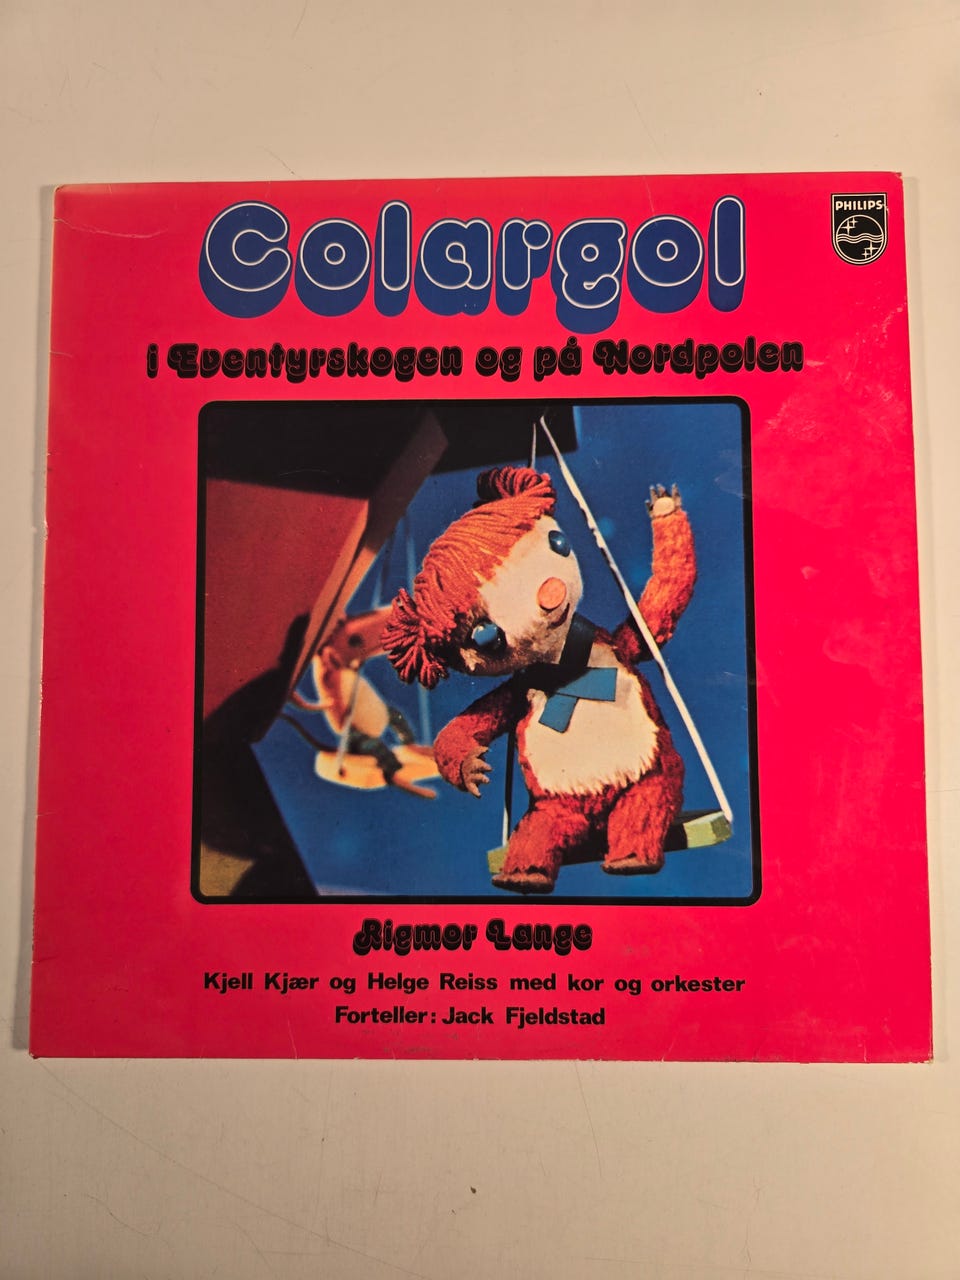 Colargol
PHILIPS
i Eventyrskogen og på Nordpolen
Rigmor Lange
Kjell Kjær og Helge Reiss med kor og orkester
Forteller: Jack Fjeldstad